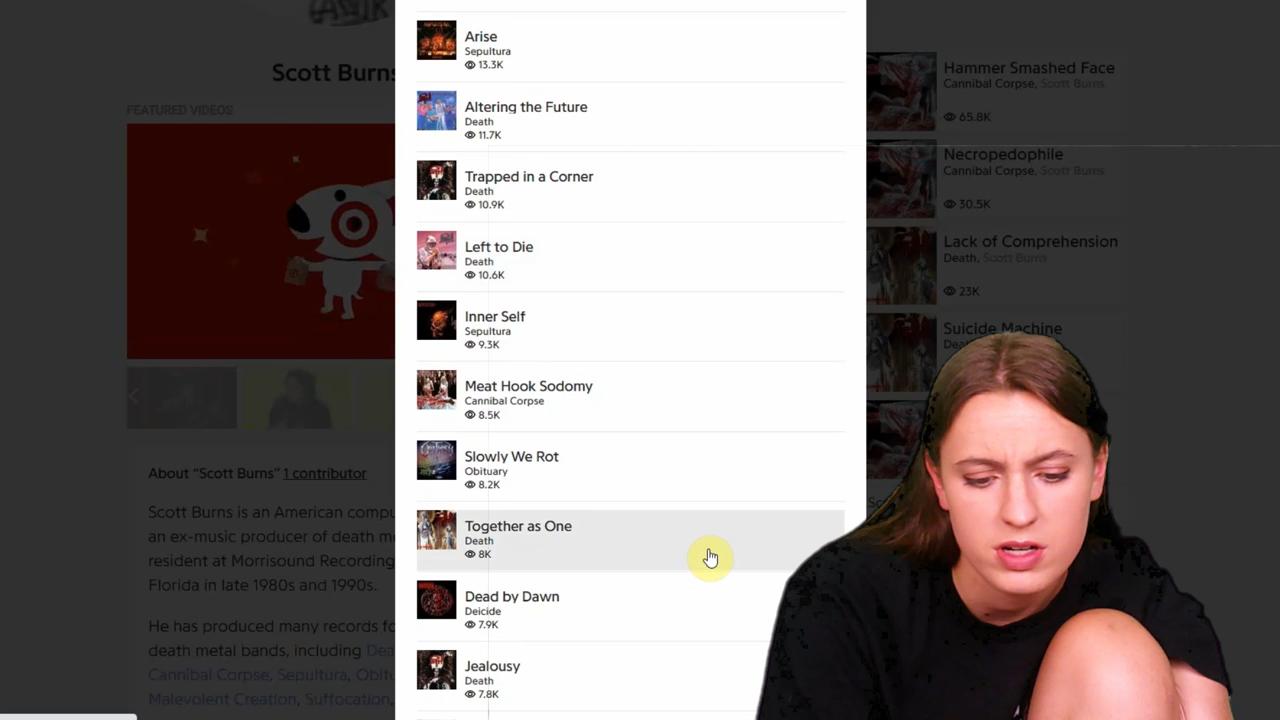 Scott Burns
FEATURED VIDEOS
About “Scott Burns” 1 contributor
Scott Burns is an American
an ex-music producer of death
resident at Morrisound Recording
Florida in late 1980s and 1990s.
He has produced many records
death metal bands, including
Cannibal Corpse, Sepultura,
Malevolent Creation, Suffocation,
Arise
Sepultura
13.3K
Altering the Future
Death
11.7K
Trapped in a Corner
Death
10.9K
Left to Die
Death
10.6K
Inner Self
Sepultura
9.3K
Meat Hook Sodomy
Cannibal Corpse
8.5K
Slowly We Rot
Obituary
8.2K
Together as One
Death
8K
Dead by Dawn
Deicide
7.9K
Jealousy
Death
7.8K
Hammer Smashed Face
Cannibal Corpse, Scott Burns
65.8K
Necropedophile
Cannibal Corpse, Scott Burns
30.5K
Lack of Comprehension
Death, Scott Burns
23K
Suicide Machine